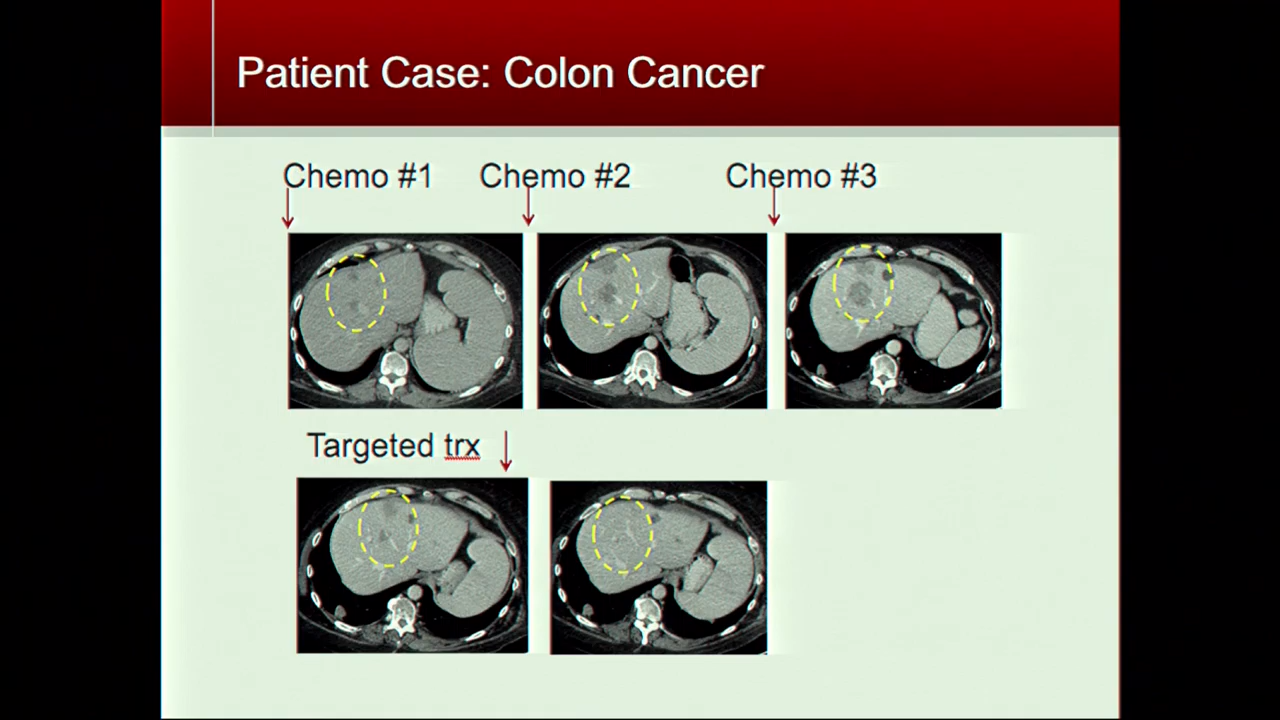 Patient Case: Colon Cancer
Chemo #1 Chemo #2 Chemo #3
Targeted trx